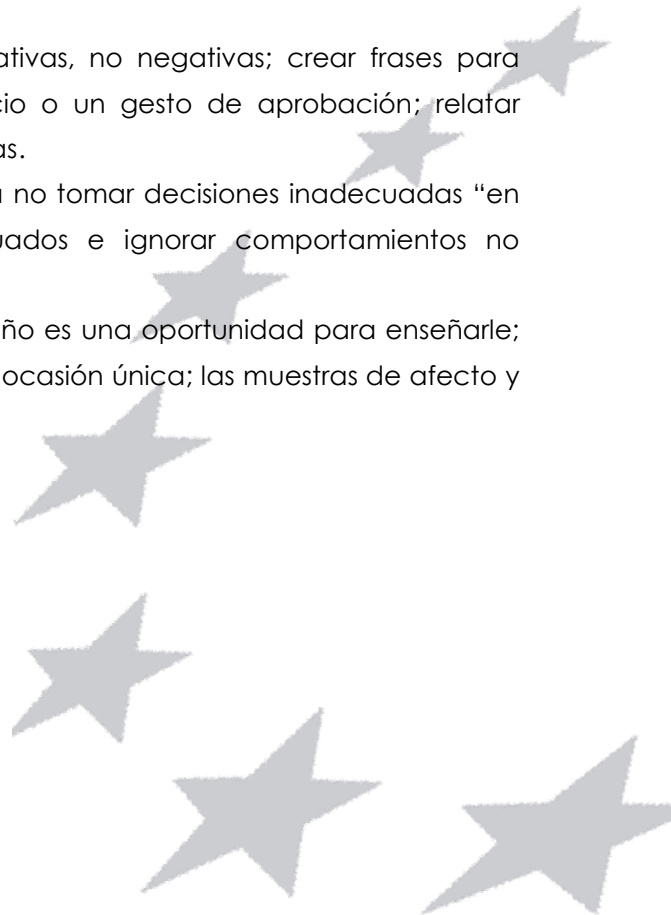 ativas, no negativas; crear frases para
cio o un gesto de aprobación; relatar
as.
a no tomar decisiones inadecuadas “en
uados e ignorar comportamientos no
ño es una oportunidad para enseñarle;
ocasión única; las muestras de afecto y